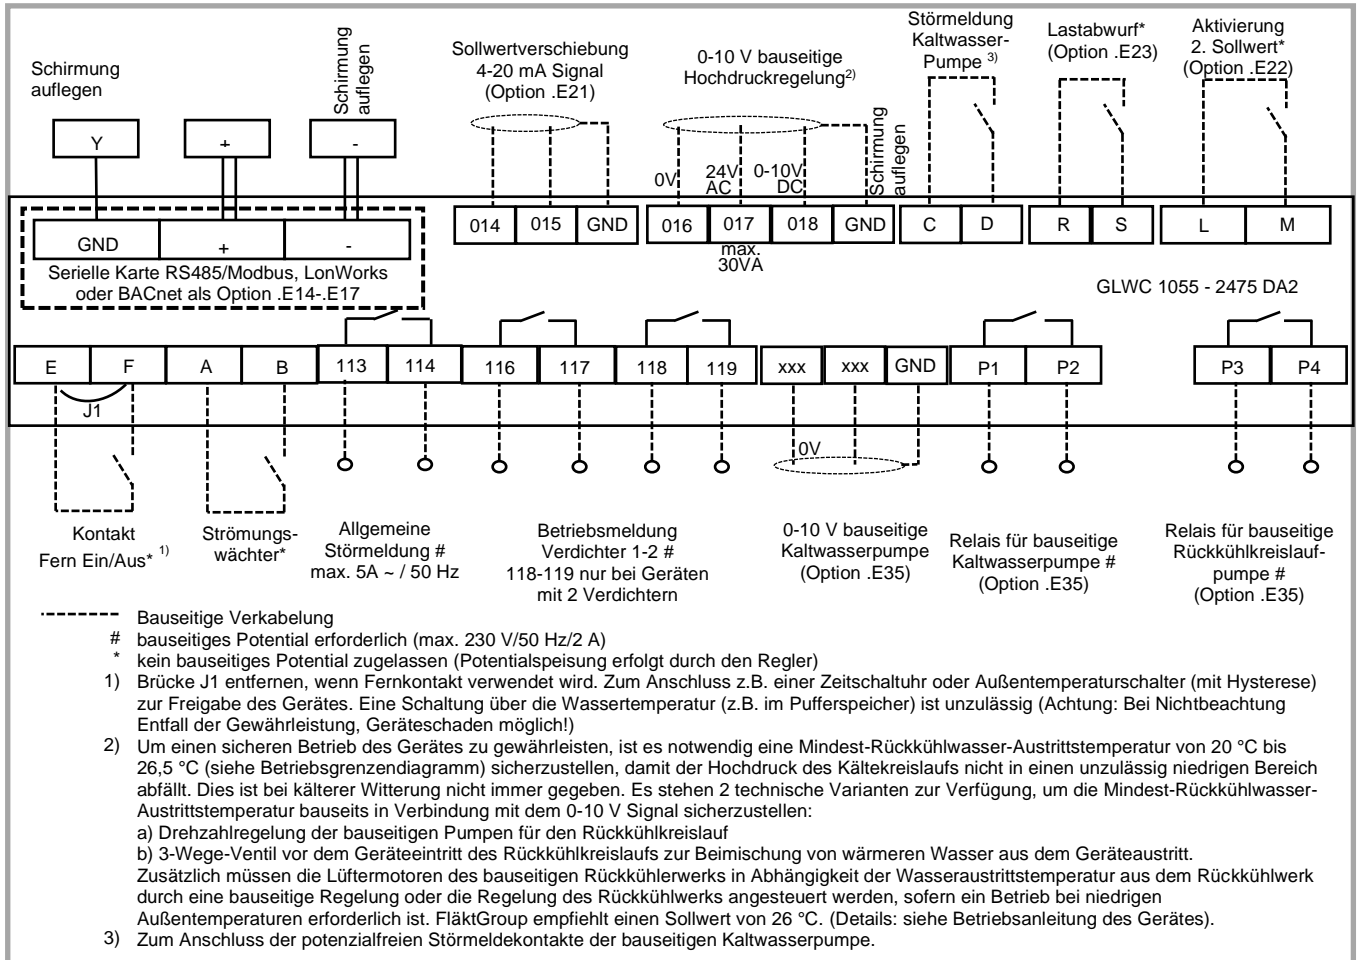 Schirmung
auflegen
Schirmung
auflegen
Sollwertverschiebung
4-20 mA Signal
(Option .E21)
0-10 V bauseitige
Hochdruckregelung2)
Störmeldung
Kaltwasser-
Pumpe 3)
Lastabwurf*
(Option .E23)
Aktivierung
2. Sollwert*
(Option .E22)
Y
+
-
0V
24V
AC
0-10V
DC
Schirmung
auflegen
GND
+
-
014
015
GND
016
017
018
GND
C
D
R
S
L
M
max.
30VA
Serielle Karte RS485/Modbus, LonWorks
oder BACnet als Option .E14-.E17
GLWC 1055 - 2475 DA2
E
F
A
B
113
114
116
117
118
119
xxx
xxx
GND
P1
P2
P3
P4
J1
0V
Kontakt
Fern Ein/Aus* 1)
Strömungs-
wächter*
Allgemeine
Störmeldung #
max. 5A ~ / 50 Hz
Betriebsmeldung
Verdichter 1-2 #
118-119 nur bei Geräten
mit 2 Verdichtern
0-10 V bauseitige
Kaltwasserpumpe
(Option .E35)
Relais für bauseitige
Kaltwasserpumpe #
(Option .E35)
Relais für bauseitige
Rückkühlkreislauf-
pumpe #
(Option .E35)
Bauseitige Verkabelung
# bauseitiges Potential erforderlich (max. 230 V/50 Hz/2 A)
* kein bauseitiges Potential zugelassen (Potentialspeisung erfolgt durch den Regler)
1) Brücke J1 entfernen, wenn Fernkontakt verwendet wird. Zum Anschluss z.B. einer Zeitschaltuhr oder Außentemperaturschalter (mit Hysterese)
zur Freigabe des Gerätes. Eine Schaltung über die Wassertemperatur (z.B. im Pufferspeicher) ist unzulässig (Achtung: Bei Nichtbeachtung
Entfall der Gewährleistung, Geräteschaden möglich!)
2) Um einen sicheren Betrieb des Gerätes zu gewährleisten, ist es notwendig eine Mindest-Rückkühlwasser-Austrittstemperatur von 20 °C bis
26,5 °C (siehe Betriebsgrenzendiagramm) sicherzustellen, damit der Hochdruck des Kältekreislaufs nicht in einen unzulässig niedrigen Bereich
abfällt. Dies ist bei kälterer Witterung nicht immer gegeben. Es stehen 2 technische Varianten zur Verfügung, um die Mindest-Rückkühlwasser-
Austrittstemperatur bauseits in Verbindung mit dem 0-10 V Signal sicherzustellen:
a) Drehzahlregelung der bauseitigen Pumpen für den Rückkühlkreislauf
b) 3-Wege-Ventil vor dem Geräteeintritt des Rückkühlkreislaufs zur Beimischung von wärmeren Wasser aus dem Geräteaustritt.
Zusätzlich müssen die Lüftermotoren des bauseitigen Rückkühlerwerks in Abhängigkeit der Wasseraustrittstemperatur aus dem Rückkühlwerk
durch eine bauseitige Regelung oder die Regelung des Rückkühlwerks angesteuert werden, sofern ein Betrieb bei niedrigen
Außentemperaturen erforderlich ist. FläktGroup empfiehlt einen Sollwert von 26 °C. (Details: siehe Betriebsanleitung des Gerätes).
3) Zum Anschluss der potenzialfreien Störmeldekontakte der bauseitigen Kaltwasserpumpe.